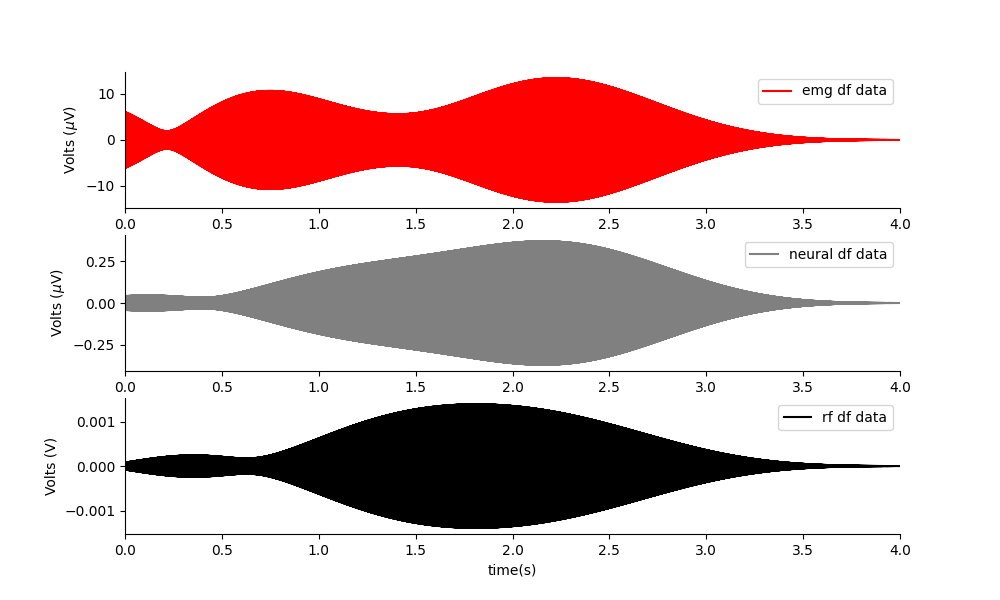 emg df data
Volts (μV)
10
0
−10
0.0 0.5 1.0 1.5 2.0 2.5 3.0 3.5 4.0
neural df data
Volts (μV)
0.25
0.00
−0.25
0.0 0.5 1.0 1.5 2.0 2.5 3.0 3.5 4.0
rf df data
Volts (V)
0.001
0.000
−0.001
0.0 0.5 1.0 1.5 2.0 2.5 3.0 3.5 4.0
time(s)